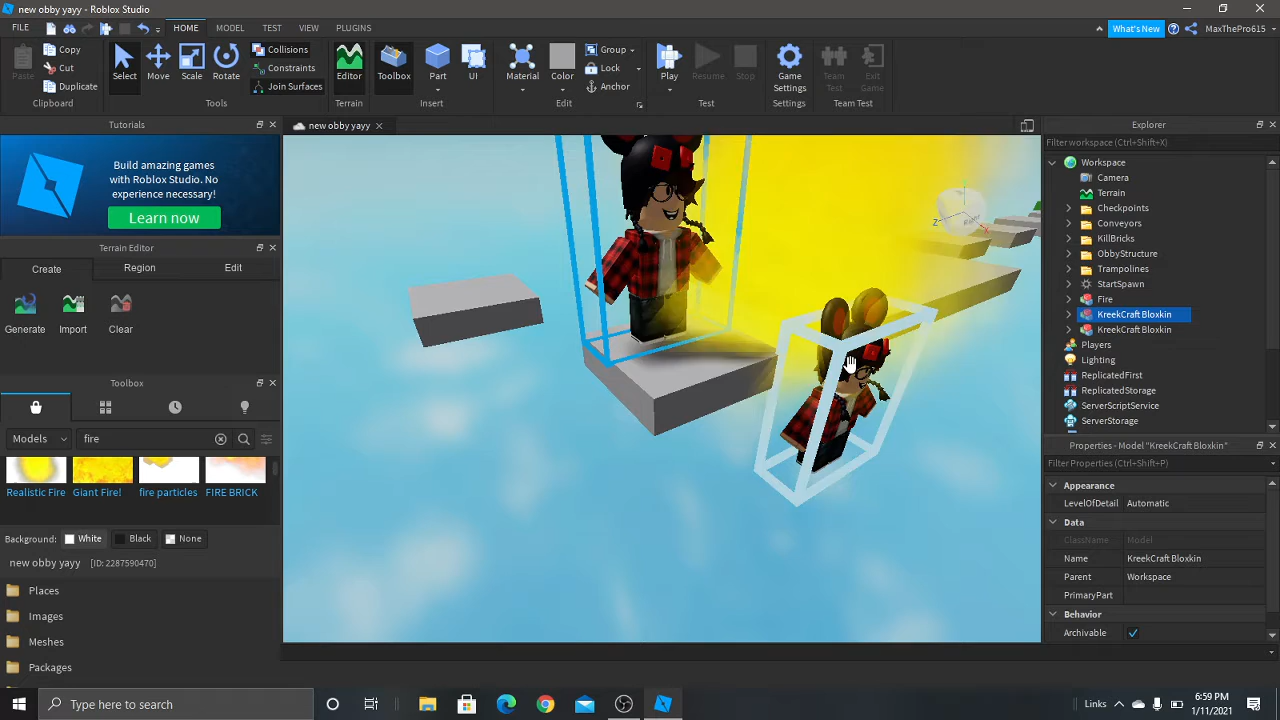 new obby yayy - Roblox Studio
FILE HOME MODEL TEST VIEW PLUGINS What's New MaxThePro615
Paste Copy Cut Duplicate Select Move Scale Rotate Collisions Constraints Join Surfaces Editor Toolbox Part UI Material Color Group Lock Anchor Play Resume Stop Game Settings Team Test Exit Game
Clipboard Tools Terrain Insert Edit Test Settings Team Test
Tutorials
Build amazing games
with Roblox Studio. No
experience necessary!
Learn now
Terrain Editor
Create Region Edit
Generate Import Clear
Toolbox
Models fire
Realistic Fire Giant Fire! fire particles FIRE BRICK
Background: White Black None
new obby yayy [ID: 2287590470]
Places
Images
Meshes
Packages
new obby yayy
Z
Explorer
Filter workspace (Ctrl+Shift+X)
Workspace
Camera
Terrain
Checkpoints
Conveyors
KillBricks
ObbyStructure
Trampolines
StartSpawn
Fire
KreekCraft Bloxkin
KreekCraft Bloxkin
Players
Lighting
ReplicatedFirst
ReplicatedStorage
ServerScriptService
ServerStorage
Properties - Model "KreekCraft Bloxkin"
Filter Properties (Ctrl+Shift+P)
Appearance
LevelOfDetail Automatic
Data
ClassName Model
Name KreekCraft Bloxkin
Parent Workspace
PrimaryPart
Behavior
Archivable
Type here to search
Links
6:59 PM
1/11/2021